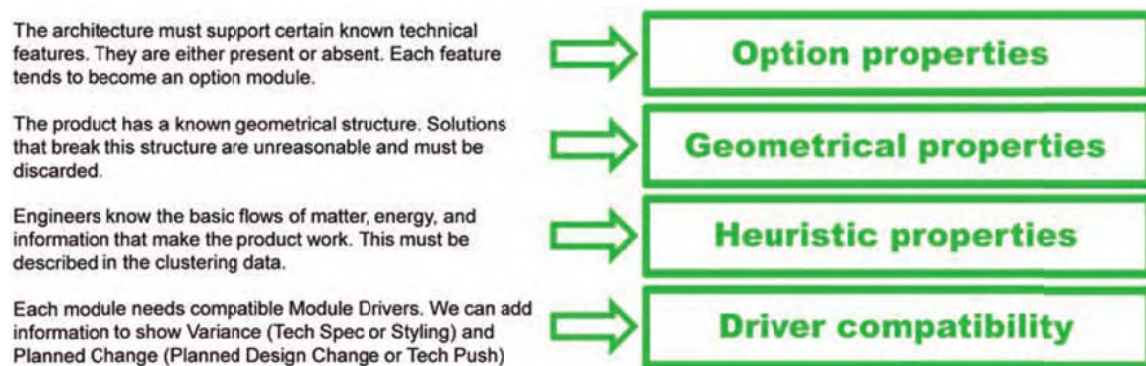 The architecture must support certain known technical
features. They are either present or absent. Each feature
tends to become an option module.
Option properties
The product has a known geometrical structure. Solutions
that break this structure are unreasonable and must be
discarded.
Geometrical properties
Engineers know the basic flows of matter, energy, and
information that make the product work. This must be
described in the clustering data.
Heuristic properties
Each module needs compatible Module Drivers. We can add
information to show Variance (Tech Spec or Styling) and
Planned Change (Planned Design Change or Tech Push)
Driver compatibility